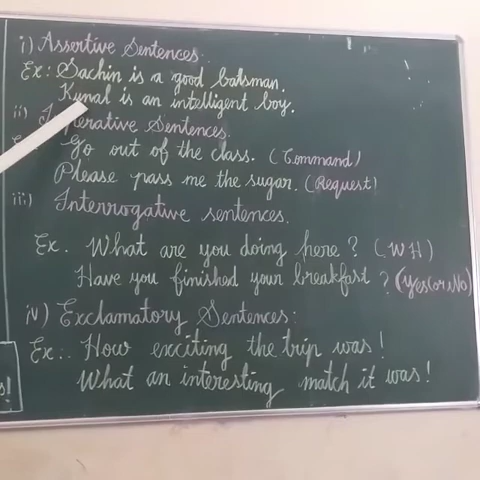 i) Assertive Sentences.
Ex: Sachin is a good batsman.
Kunal is an intelligent boy.
ii) Imperative Sentences.
Go out of the class. (Command)
Please pass me the sugar. (Request)
iii) Interrogative sentences.
Ex. What are you doing here? (WH)
Have you finished your breakfast? (Yes(or)No)
iv) Exclamatory Sentences:
Ex:. How exciting the trip was!
What an interesting match it was!